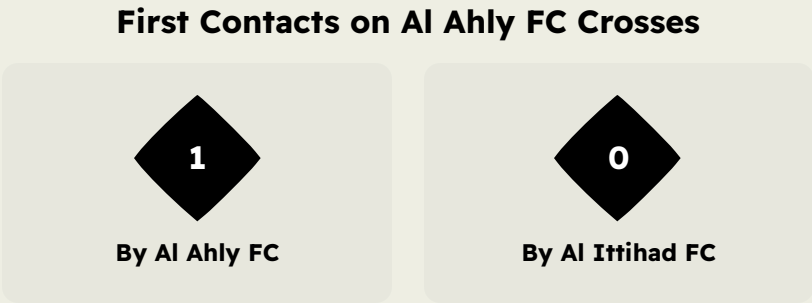 First Contacts on Al Ahly FC Crosses
1
0
By Al Ahly FC
By Al Ittihad FC